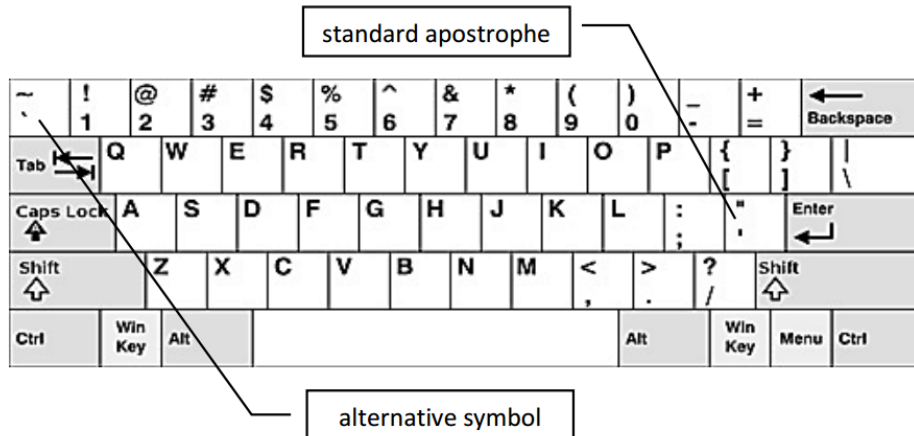 standard apostrophe
~ ! @ # $ % ^ & * ( ) _ +
` 1 2 3 4 5 6 7 8 9 0 - = Backspace
Tab Q W E R T Y U I O P { } |
[ ] \
Caps Lock A S D F G H J K L : " Enter
; '
Shift Z X C V B N M < > ? Shift
, . /
Ctrl Win Key Alt Alt Win Key Menu Ctrl
alternative symbol